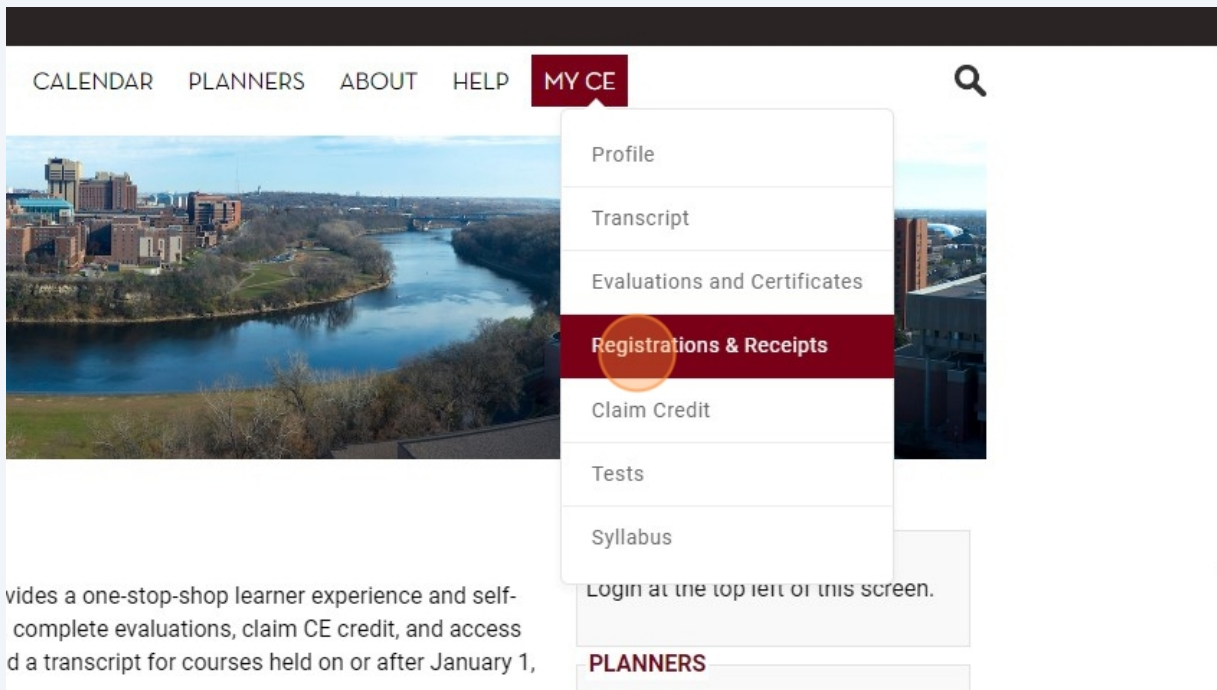 CALENDAR PLANNERS ABOUT HELP MY CE
Profile
Transcript
Evaluations and Certificates
Registrations & Receipts
Claim Credit
Tests
Syllabus
vides a one-stop-shop learner experience and self-
complete evaluations, claim CE credit, and access
d a transcript for courses held on or after January 1,
Login at the top left of this screen.
PLANNERS